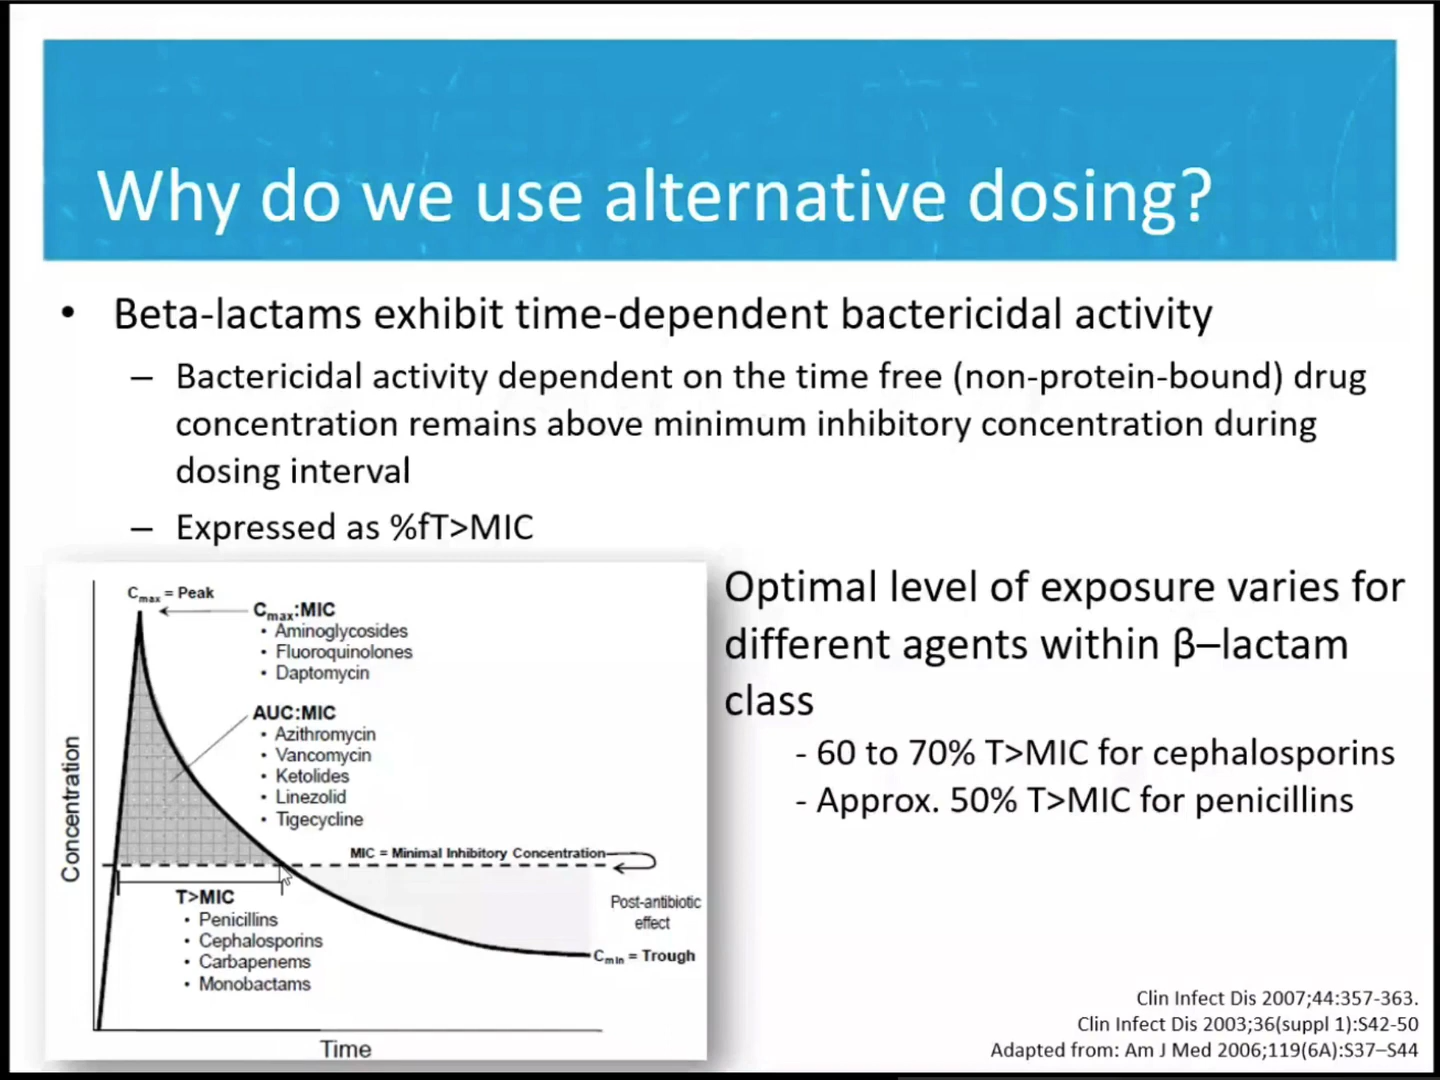 Why do we use alternative dosing?
• Beta-lactams exhibit time-dependent bactericidal activity
– Bactericidal activity dependent on the time free (non-protein-bound) drug
concentration remains above minimum inhibitory concentration during
dosing interval
– Expressed as %fT>MIC
Cmax = Peak
Cmax:MIC
• Aminoglycosides
• Fluoroquinolones
• Daptomycin
AUC:MIC
• Azithromycin
• Vancomycin
• Ketolides
• Linezolid
• Tigecycline
MIC = Minimal Inhibitory Concentration
T>MIC
• Penicillins
• Cephalosporins
• Carbapenems
• Monobactams
Post-antibiotic
effect
Cmin = Trough
Concentration
Time
Optimal level of exposure varies for
different agents within β–lactam
class
- 60 to 70% T>MIC for cephalosporins
- Approx. 50% T>MIC for penicillins
Clin Infect Dis 2007;44:357-363.
Clin Infect Dis 2003;36(suppl 1):S42-50
Adapted from: Am J Med 2006;119(6A):S37–S44